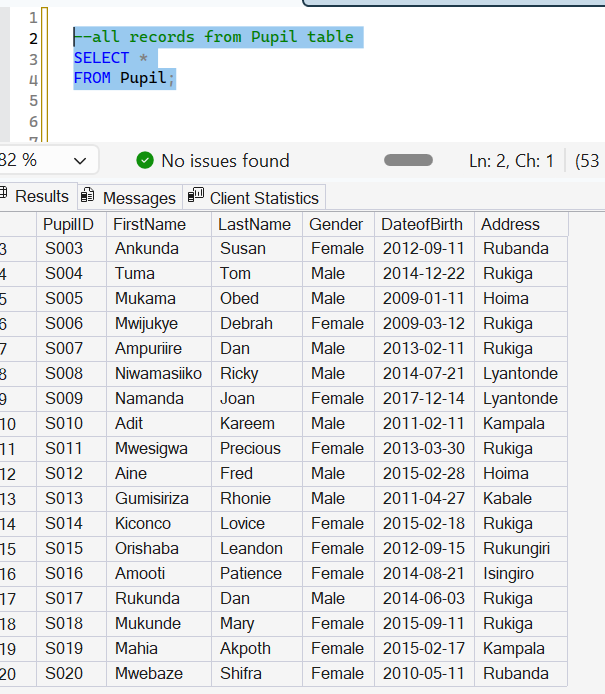 1
2 --all records from Pupil table
3 SELECT *
4 FROM Pupil;
5
6
7
82 % No issues found Ln: 2, Ch: 1 (53
Results Messages Client Statistics
PupilID FirstName LastName Gender DateofBirth Address
3 S003 Ankunda Susan Female 2012-09-11 Rubanda
4 S004 Tuma Tom Male 2014-12-22 Rukiga
5 S005 Mukama Obed Male 2009-01-11 Hoima
6 S006 Mwijukye Debrah Female 2009-03-12 Rukiga
7 S007 Ampuriire Dan Male 2013-02-11 Rukiga
8 S008 Niwamasiiko Ricky Male 2014-07-21 Lyantonde
9 S009 Namanda Joan Female 2017-12-14 Lyantonde
10 S010 Adit Kareem Male 2011-02-11 Kampala
11 S011 Mwesigwa Precious Female 2013-03-30 Rukiga
12 S012 Aine Fred Male 2015-02-28 Hoima
13 S013 Gumisiriza Rhonie Male 2011-04-27 Kabale
14 S014 Kiconco Lovice Female 2015-02-18 Rukiga
15 S015 Orishaba Leandon Female 2012-09-15 Rukungiri
16 S016 Amooti Patience Female 2014-08-21 Isingiro
17 S017 Rukunda Dan Male 2014-06-03 Rukiga
18 S018 Mukunde Mary Female 2015-09-11 Rukiga
19 S019 Mahia Akpoth Female 2015-02-17 Kampala
20 S020 Mwebaze Shifra Female 2010-05-11 Rubanda